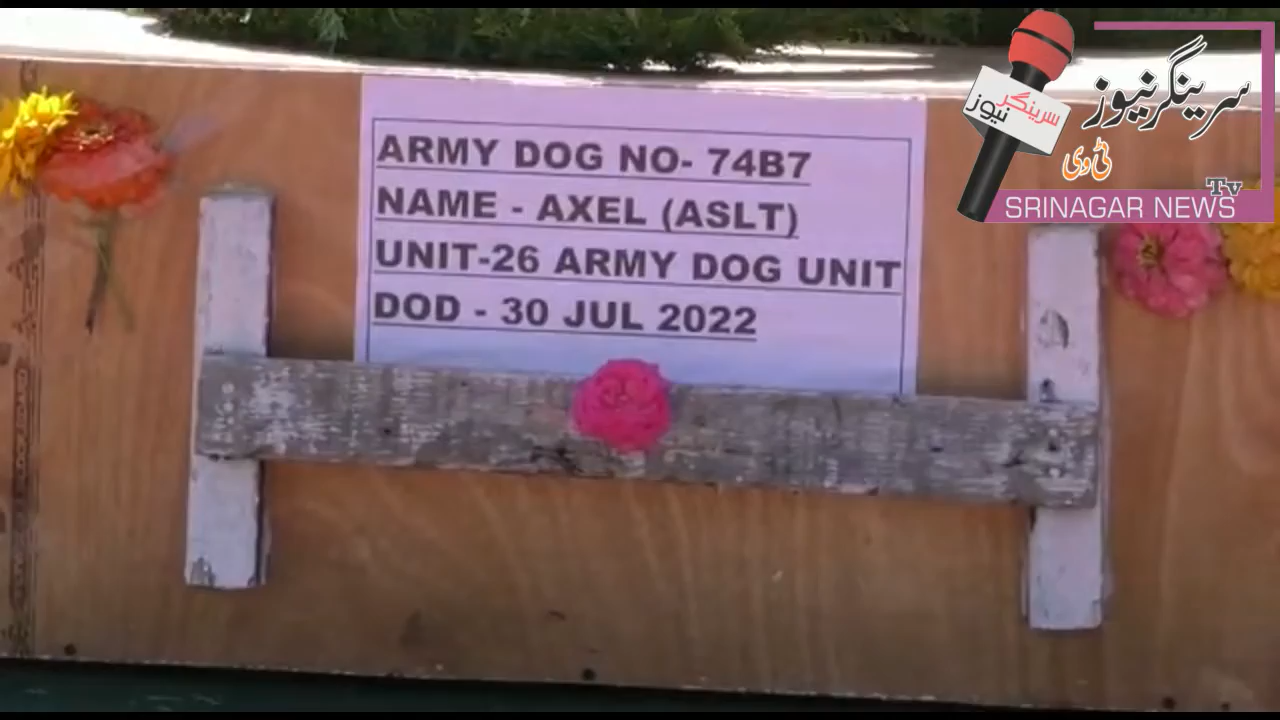 ARMY DOG NO- 74B7
NAME - AXEL (ASLT)
UNIT-26 ARMY DOG UNIT
DOD - 30 JUL 2022
سرینگر نیوز
سرینگر نیوز
ٹی وی
Tv
SRINAGAR NEWS